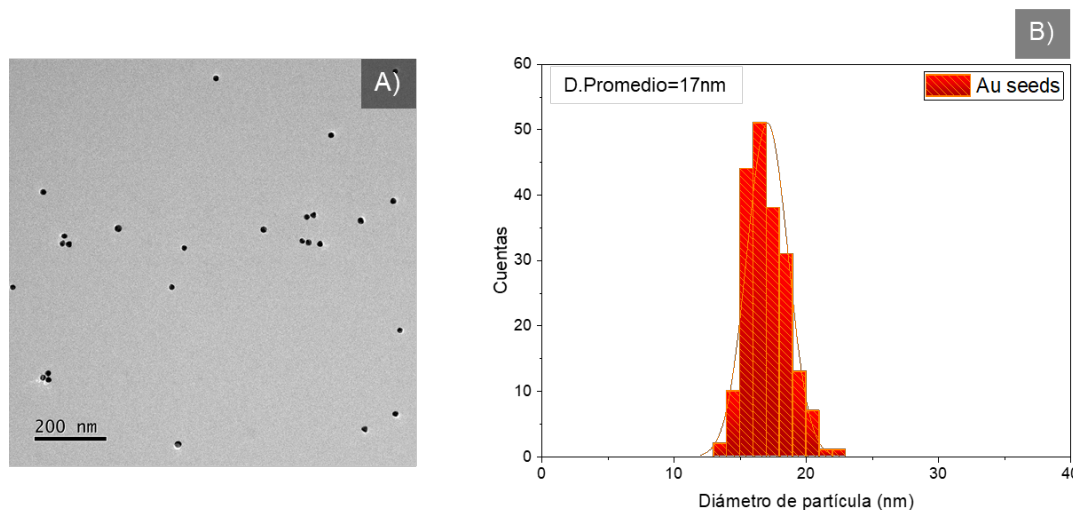 A)
200 nm
B)
D.Promedio=17nm
Au seeds
60
50
40
30
20
10
0
Cuentas
0 10 20 30 40
Diámetro de partícula (nm)